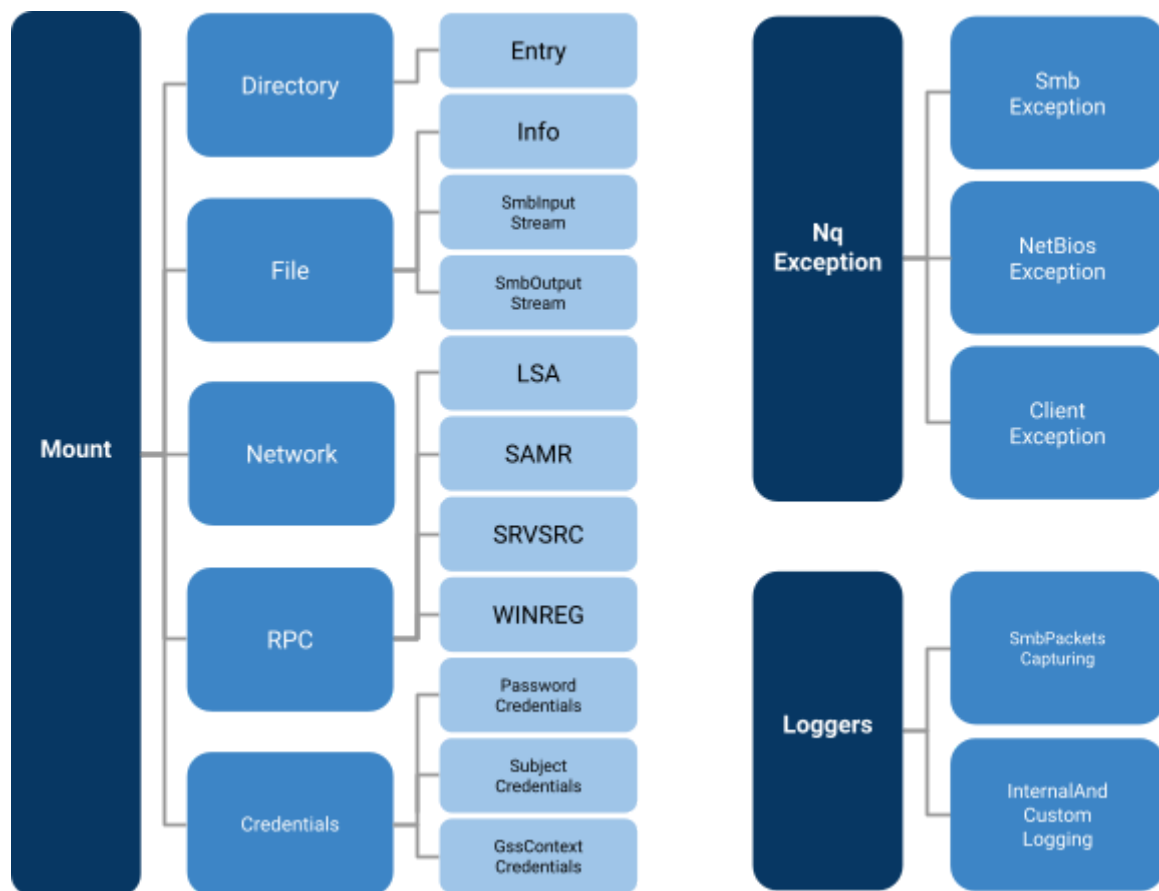 Mount
Directory
Entry
File
Info
SmbInput
Stream
SmbOutput
Stream
Network
RPC
LSA
SAMR
SRVSRC
WINREG
Credentials
Password
Credentials
Subject
Credentials
GssContext
Credentials
Nq
Exception
Smb
Exception
NetBios
Exception
Client
Exception
Loggers
SmbPackets
Capturing
InternalAnd
Custom
Logging